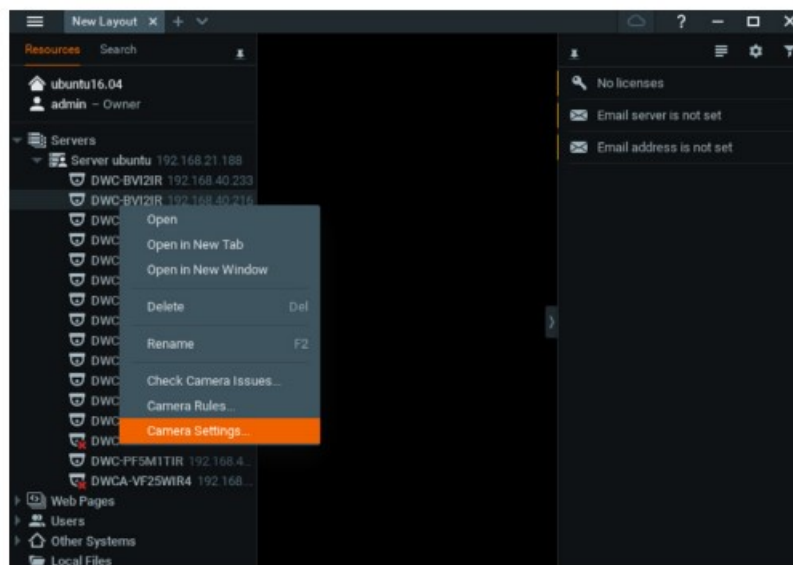 New Layout
?
Resources Search
ubuntu16.04
admin – Owner
Servers
Server ubuntu 192.168.21.188
DWC-BVI2IR 192.168.40.233
DWC-BVI2IR 192.168.40.216
DWC
Open
DWC
Open in New Tab
DWC
Open in New Window
DWC
DWC
Delete Del
DWC
DWC
Rename F2
DWC
DWC
Check Camera Issues...
DWC
Camera Rules...
DWC
Camera Settings...
DWC
DWC-PF5M1TIR 192.168.4...
DWCA-VF25WIR4 192.168...
Web Pages
Users
Other Systems
Local Files
No licenses
Email server is not set
Email address is not set